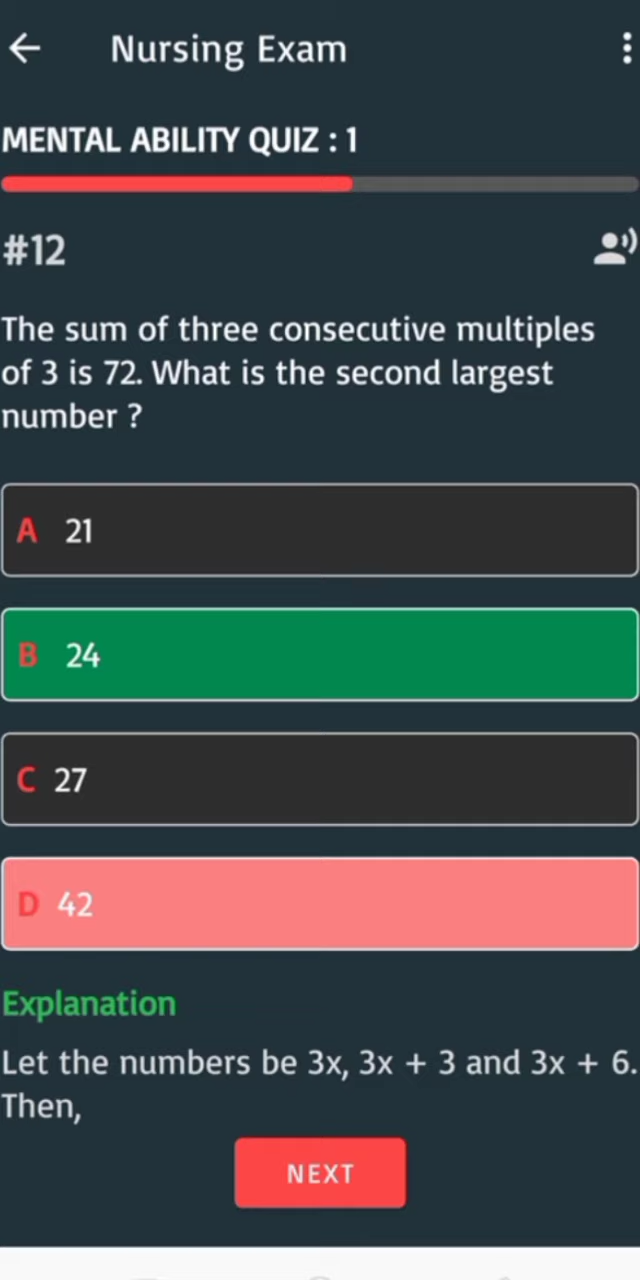 Nursing Exam
MENTAL ABILITY QUIZ : 1
#12
The sum of three consecutive multiples
of 3 is 72. What is the second largest
number ?
A 21
B 24
C 27
D 42
Explanation
Let the numbers be 3x, 3x + 3 and 3x + 6.
Then,
NEXT